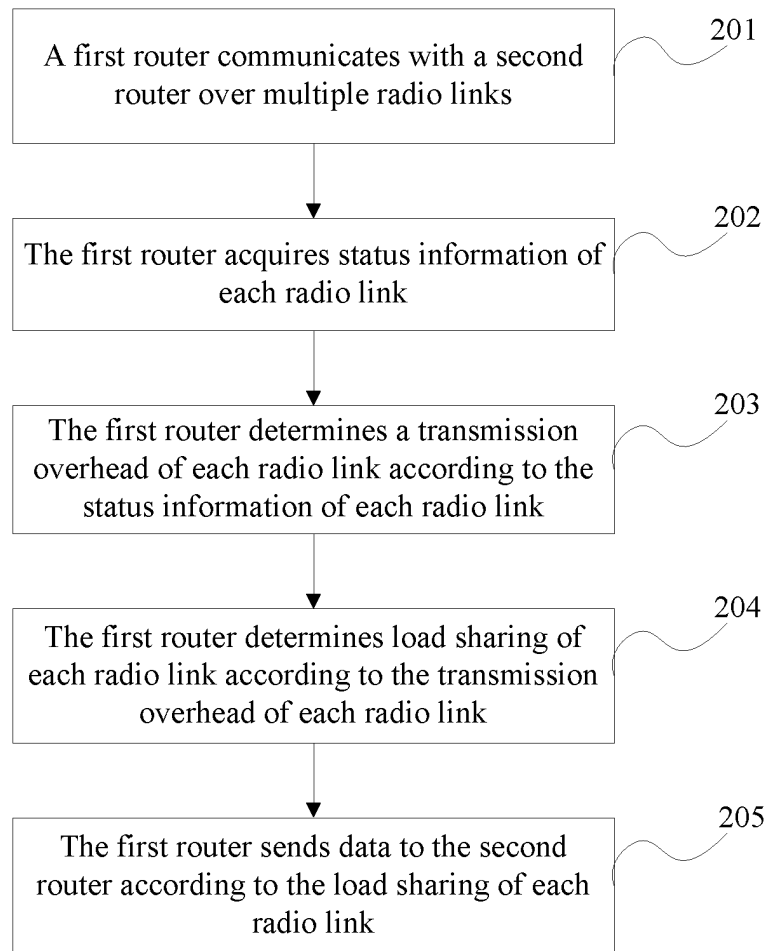 A first router communicates with a second
router over multiple radio links
201
The first router acquires status information of
each radio link
202
The first router determines a transmission
overhead of each radio link according to the
status information of each radio link
203
The first router determines load sharing of
each radio link according to the transmission
overhead of each radio link
204
The first router sends data to the second
router according to the load sharing of each
radio link
205